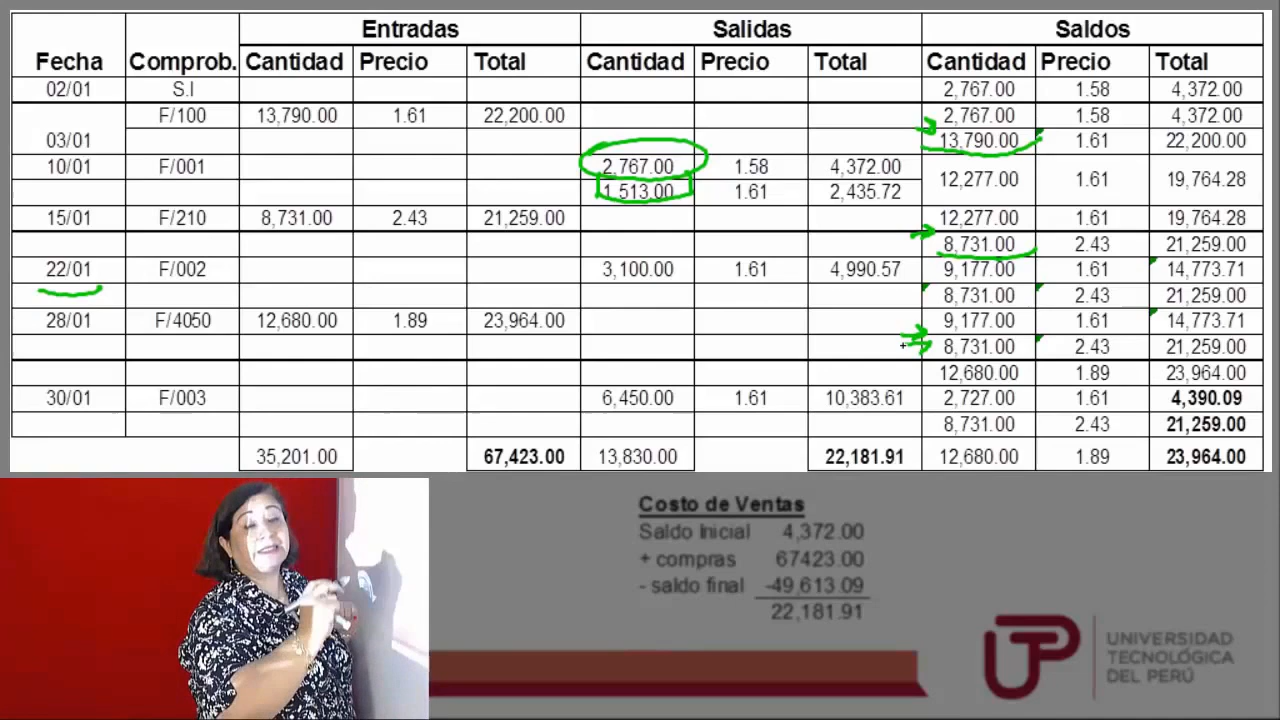 Entradas Salidas Saldos
Fecha Comprob. Cantidad Precio Total Cantidad Precio Total Cantidad Precio Total
02/01 S.I 2,767.00 1.58 4,372.00
F/100 13,790.00 1.61 22,200.00 2,767.00 1.58 4,372.00
03/01 13,790.00 1.61 22,200.00
10/01 F/001 2,767.00 1.58 4,372.00 12,277.00 1.61 19,764.28
1,513.00 1.61 2,435.72
15/01 F/210 8,731.00 2.43 21,259.00 12,277.00 1.61 19,764.28
8,731.00 2.43 21,259.00
22/01 F/002 3,100.00 1.61 4,990.57 9,177.00 1.61 14,773.71
8,731.00 2.43 21,259.00
28/01 F/4050 12,680.00 1.89 23,964.00 9,177.00 1.61 14,773.71
8,731.00 2.43 21,259.00
12,680.00 1.89 23,964.00
30/01 F/003 6,450.00 1.61 10,383.61 2,727.00 1.61 4,390.09
8,731.00 2.43 21,259.00
35,201.00 67,423.00 13,830.00 22,181.91 12,680.00 1.89 23,964.00
Costo de Ventas
Saldo Inicial 4,372.00
+ compras 67423.00
- saldo final -49,613.09
22,181.91
UTP
UNIVERSIDAD
TECNOLÓGICA
DEL PERÚ